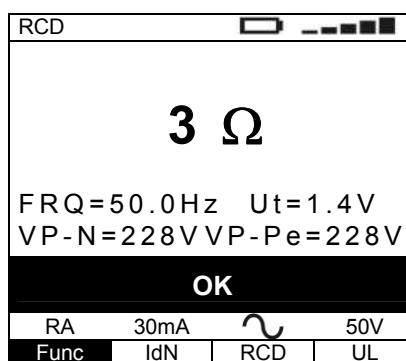 RCD
3 Ω
FRQ=50.0Hz Ut=1.4V
VP-N=228V VP-Pe=228V
OK
RA 30mA 50V
Func IdN RCD UL